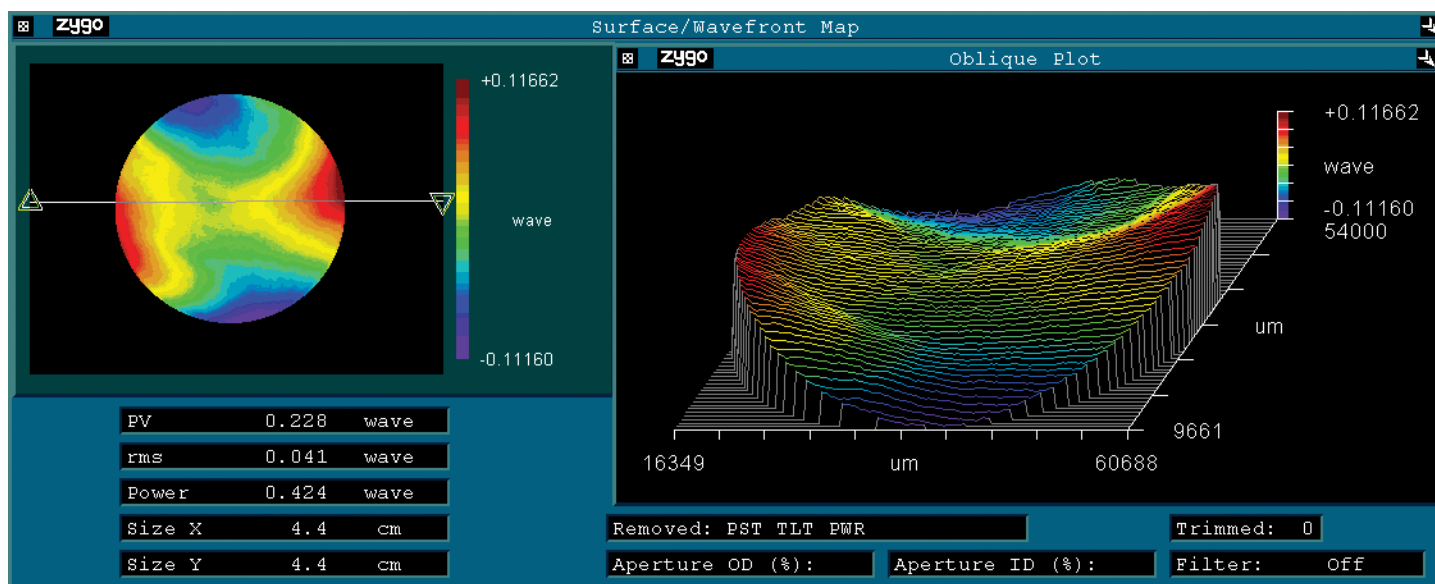 zygo Surface/Wavefront Map
+0.11662
wave
-0.11160
zygo Oblique Plot
+0.11662
wave
-0.11160
54000
um
9661
16349 um 60688
PV 0.228 wave
rms 0.041 wave
Power 0.424 wave
Size X 4.4 cm
Size Y 4.4 cm
Removed: PST TLT PWR
Trimmed: 0
Aperture OD (%):
Aperture ID (%):
Filter: Off